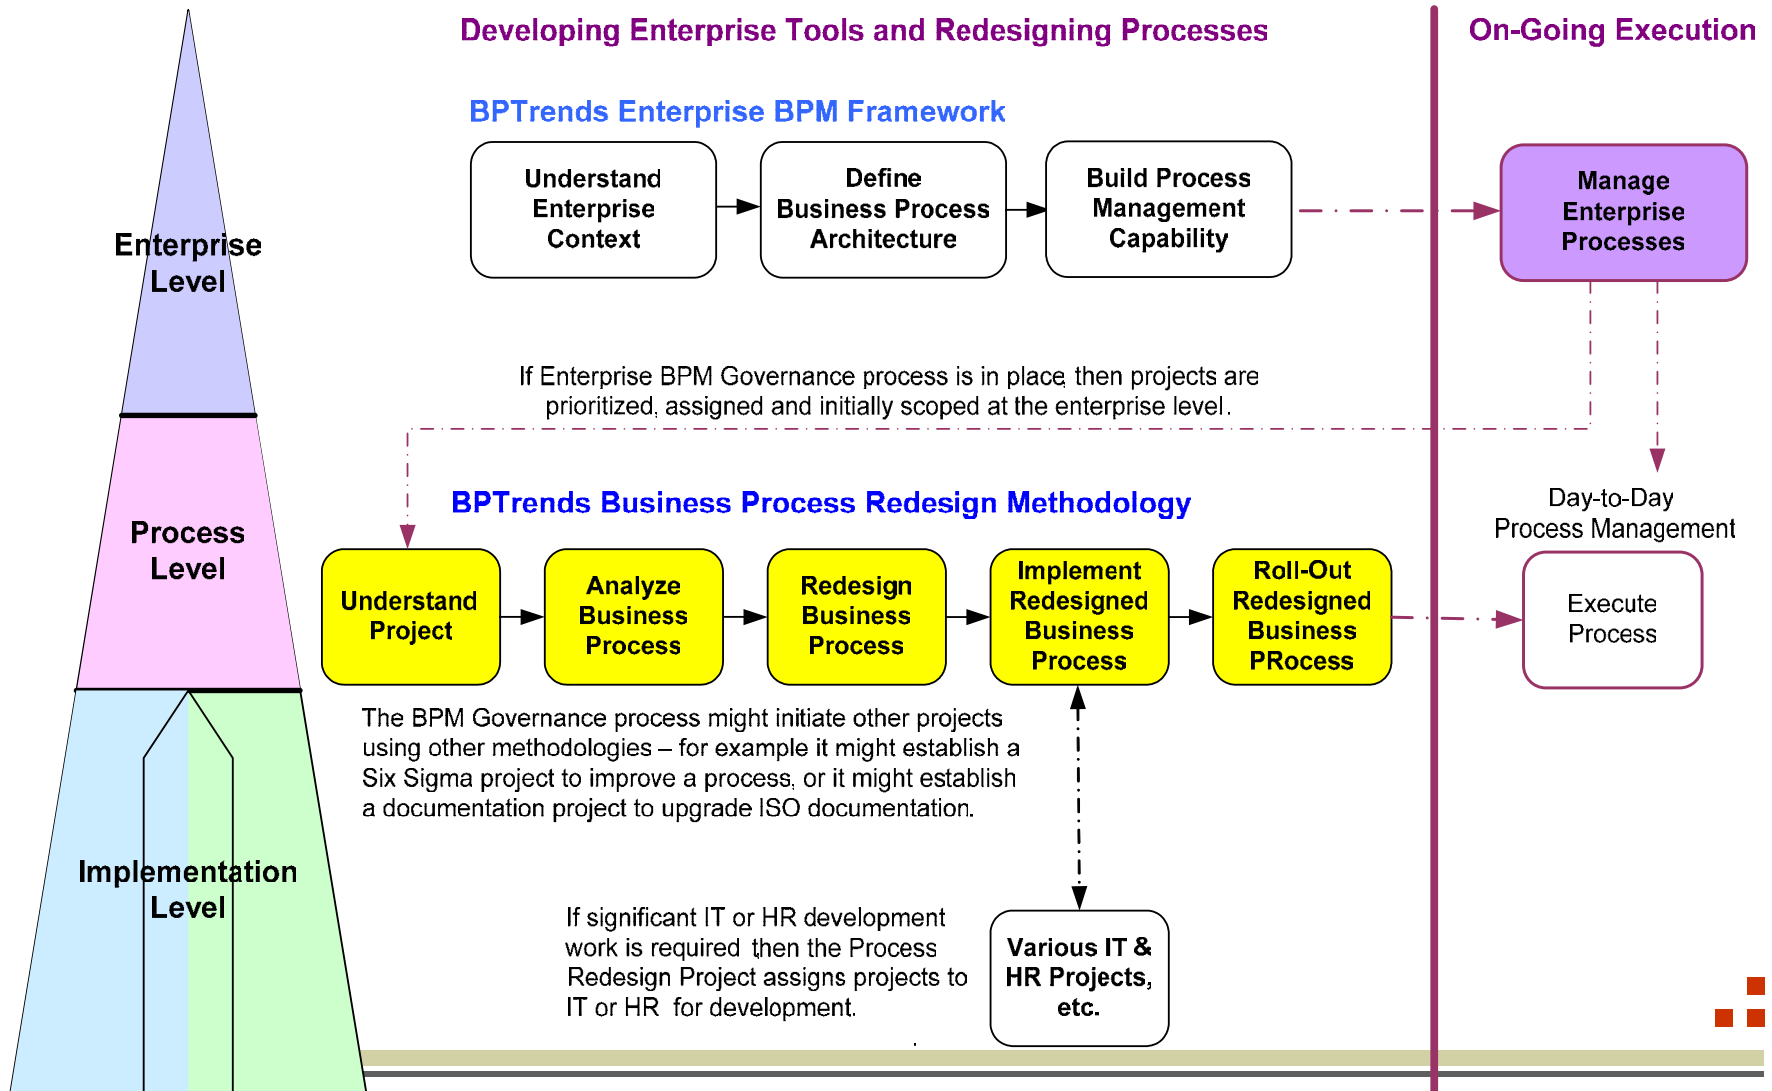 Developing Enterprise Tools and Redesigning Processes
On-Going Execution
BPTrends Enterprise BPM Framework
Understand
Enterprise
Context
Define
Business Process
Architecture
Build Process
Management
Capability
Manage
Enterprise
Processes
Enterprise
Level
If Enterprise BPM Governance process is in place, then projects are
prioritized, assigned and initially scoped at the enterprise level.
BPTrends Business Process Redesign Methodology
Day-to-Day
Process Management
Process
Level
Understand
Project
Analyze
Business
Process
Redesign
Business
Process
Implement
Redesigned
Business
Process
Roll-Out
Redesigned
Business
PRocess
Execute
Process
The BPM Governance process might initiate other projects
using other methodologies – for example it might establish a
Six Sigma project to improve a process, or it might establish
a documentation project to upgrade ISO documentation.
Implementation
Level
If significant IT or HR development
work is required, then the Process
Redesign Project assigns projects to
IT or HR for development.
Various IT &
HR Projects,
etc.